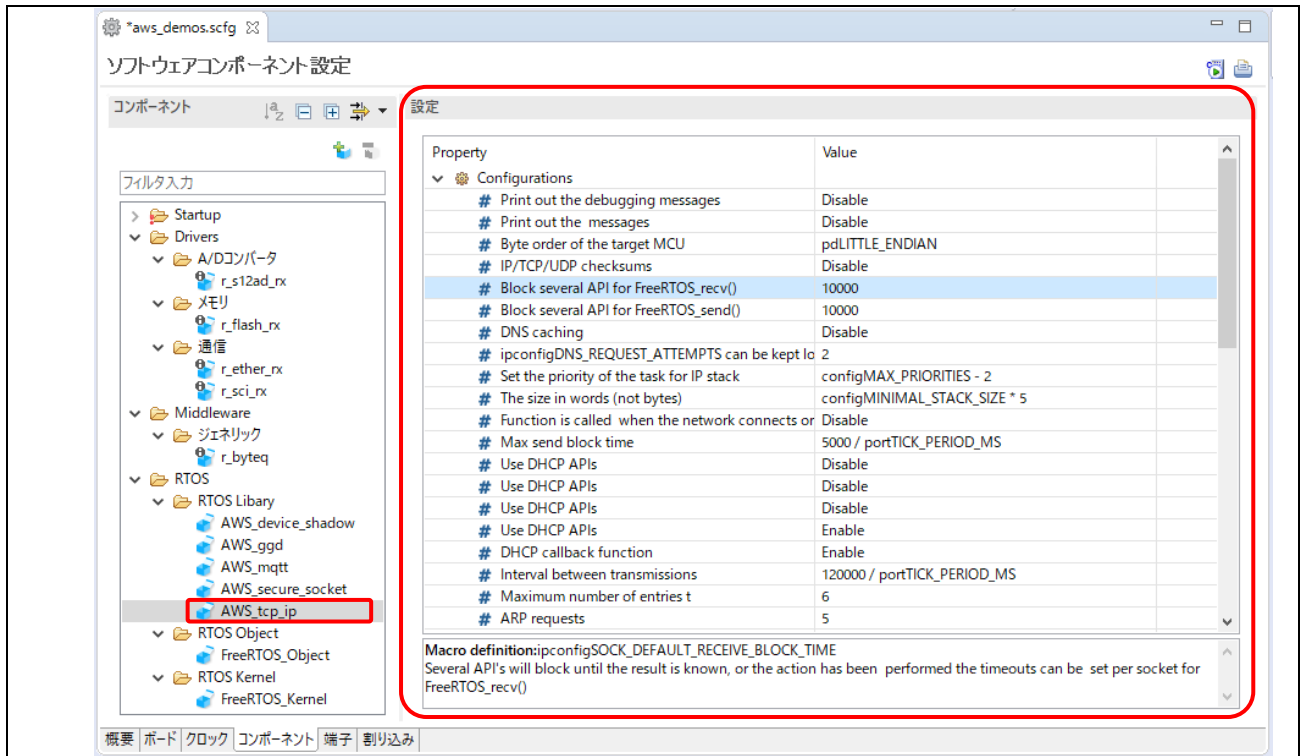 *aws_demos.scfg
ソフトウェアコンポーネント設定
コンポーネント
フィルタ入力
Startup
Drivers
A/Dコンバータ
r_s12ad_rx
メモリ
r_flash_rx
通信
r_ether_rx
r_sci_rx
Middleware
ジェネリック
r_byteq
RTOS
RTOS Libary
AWS_device_shadow
AWS_ggd
AWS_mqtt
AWS_secure_socket
AWS_tcp_ip
RTOS Object
FreeRTOS_Object
RTOS Kernel
FreeRTOS_Kernel
設定
Property Value
Configurations
# Print out the debugging messages Disable
# Print out the  messages Disable
# Byte order of the target MCU pdLITTLE_ENDIAN
# IP/TCP/UDP checksums Disable
# Block several API for FreeRTOS_recv() 10000
# Block several API for FreeRTOS_send() 10000
# DNS caching Disable
# ipconfigDNS_REQUEST_ATTEMPTS can be kept lo 2
# Set the priority of the task for IP stack configMAX_PRIORITIES - 2
# The size in words (not bytes) configMINIMAL_STACK_SIZE * 5
# Function is called  when the network connects or Disable
# Max send block time 5000 / portTICK_PERIOD_MS
# Use DHCP APIs Disable
# Use DHCP APIs Disable
# Use DHCP APIs Disable
# Use DHCP APIs Enable
# DHCP callback function Enable
# Interval between transmissions 120000 / portTICK_PERIOD_MS
# Maximum number of entries t 6
# ARP requests 5
Macro definition:ipconfigSOCK_DEFAULT_RECEIVE_BLOCK_TIME
Several API's will block until the result is known, or the action has been  performed the timeouts can be  set per socket for
FreeRTOS_recv()
概要 ボード クロック コンポーネント 端子 割り込み